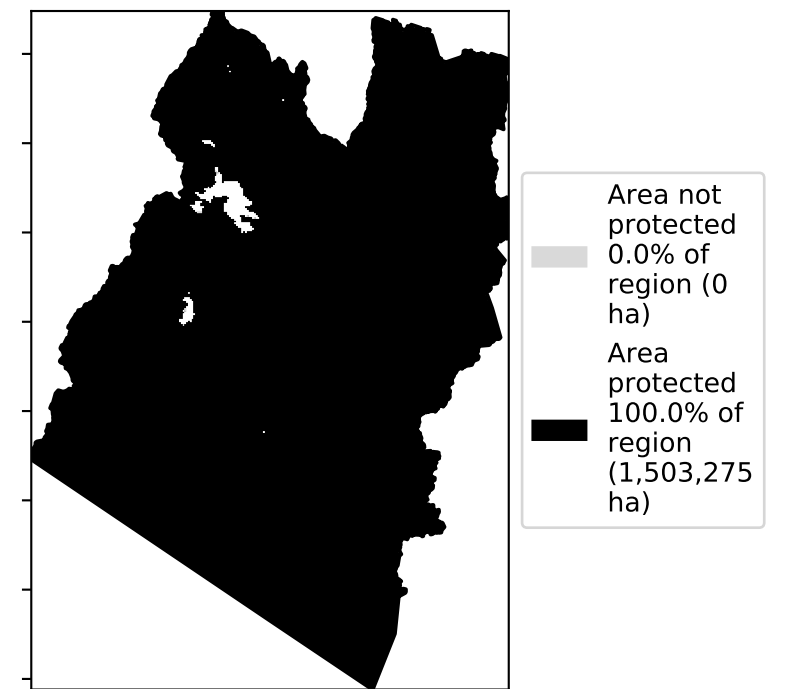 Area not
protected
0.0% of
region (0
ha)
Area
protected
100.0% of
region
(1,503,275
ha)